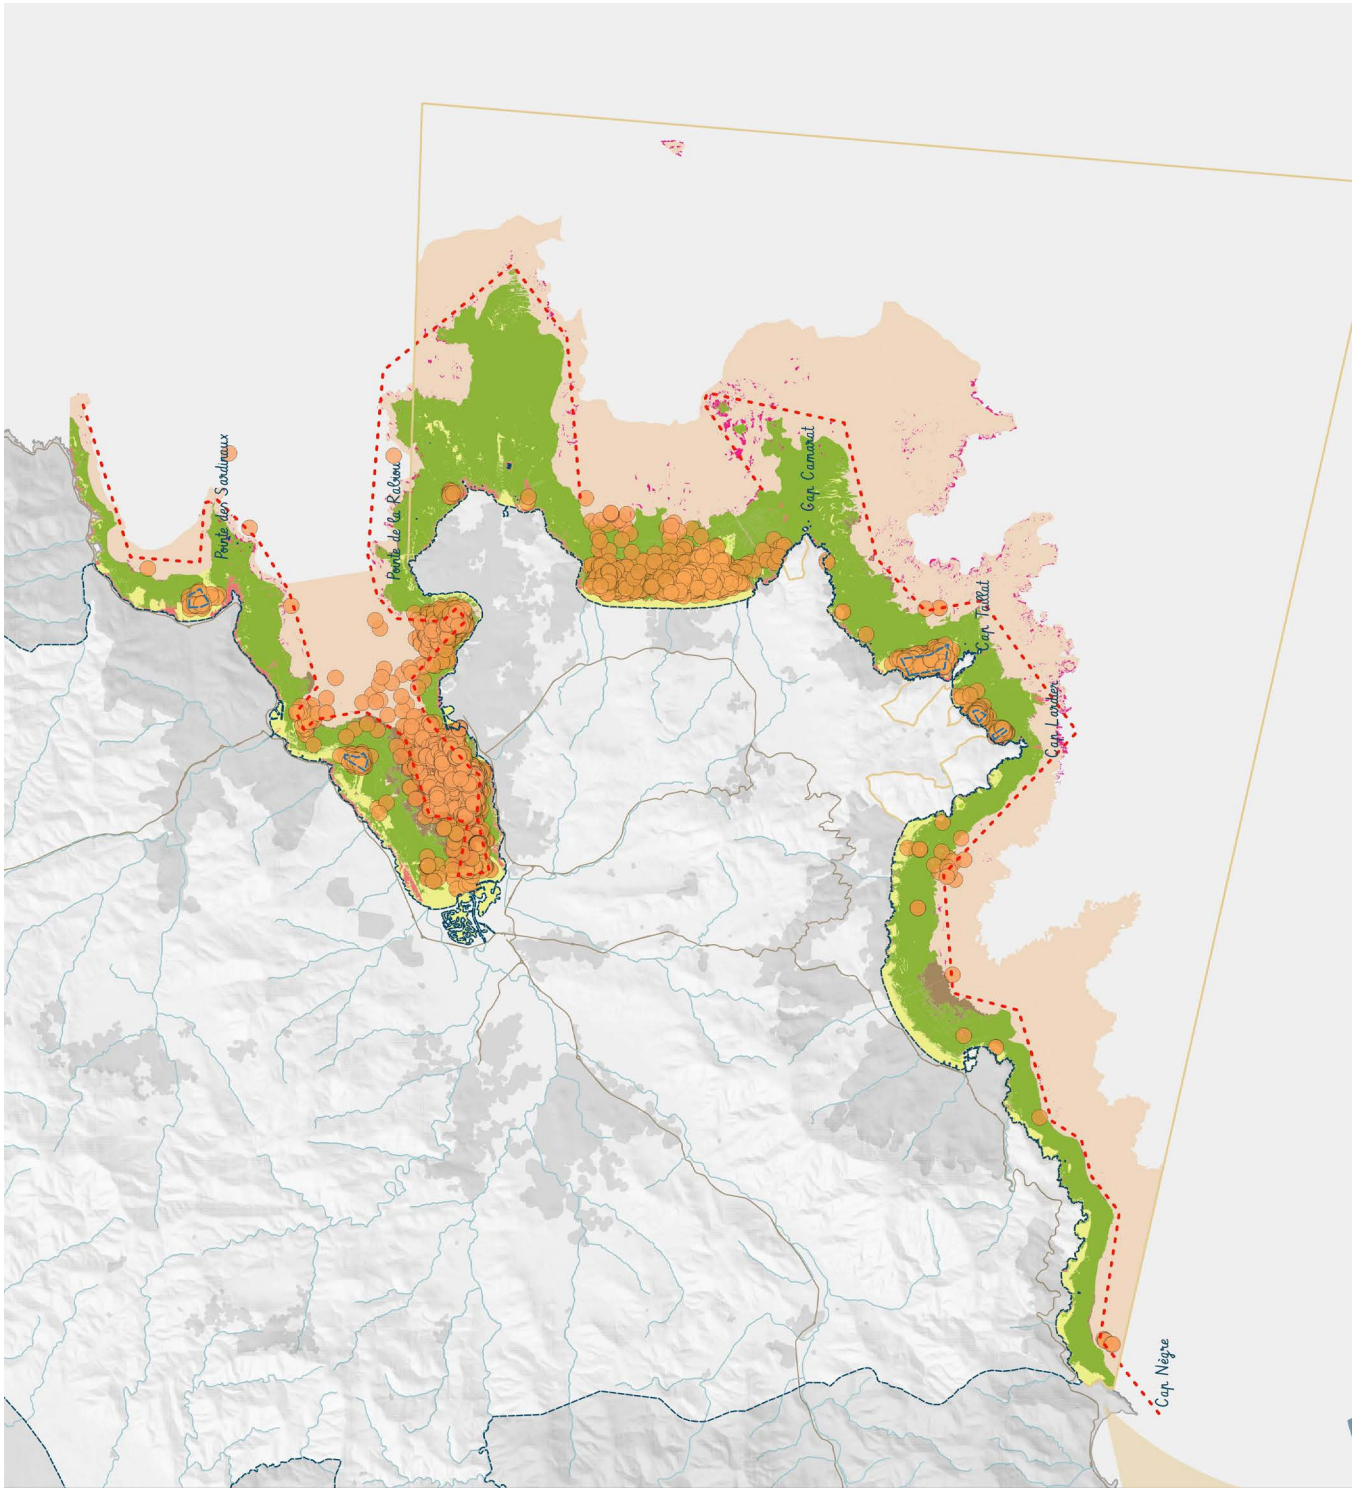 Pointe des Sardinaux
Pointe de la Rabiou
Cap Camarat
Cap Taillat
Cap Lardier
Cap Nègre